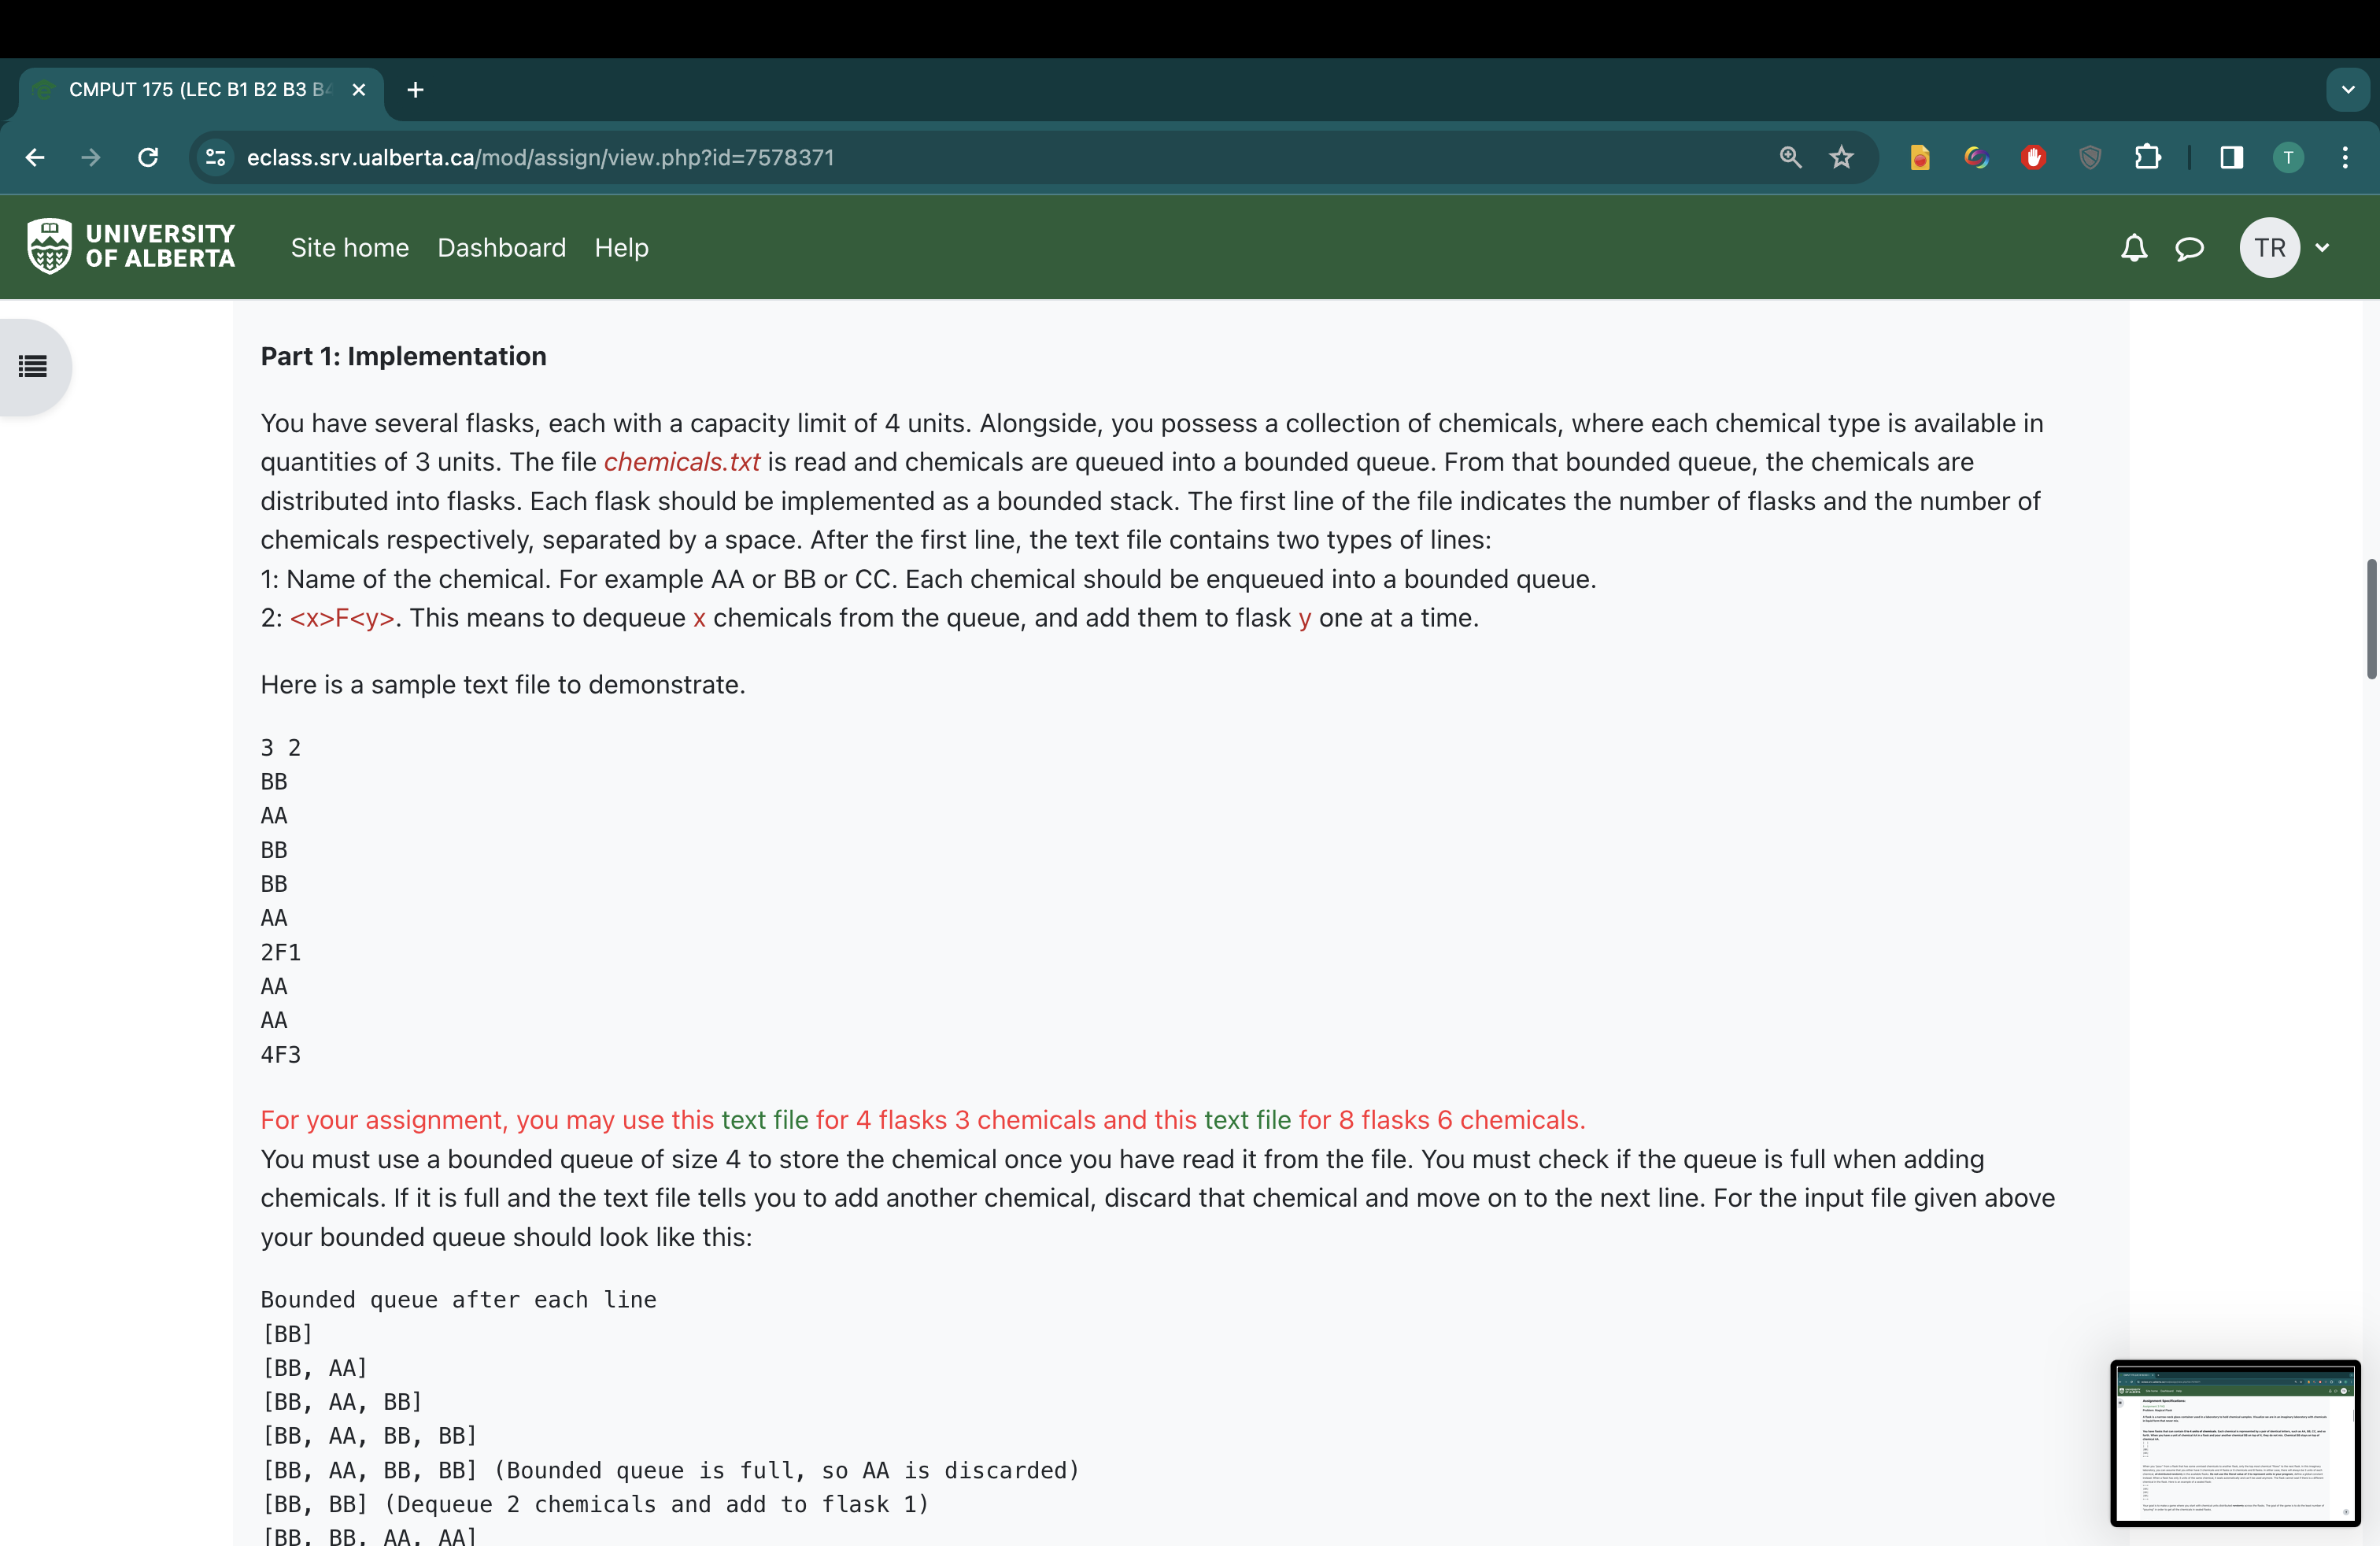 CMPUT 175 (LEC B1 B2 B3 B4
eclass.srv.ualberta.ca/mod/assign/view.php?id=7578371
T
UNIVERSITY
OF ALBERTA
Site home Dashboard Help
TR
Part 1: Implementation
You have several flasks, each with a capacity limit of 4 units. Alongside, you possess a collection of chemicals, where each chemical type is available in
quantities of 3 units. The file chemicals.txt is read and chemicals are queued into a bounded queue. From that bounded queue, the chemicals are
distributed into flasks. Each flask should be implemented as a bounded stack. The first line of the file indicates the number of flasks and the number of
chemicals respectively, separated by a space. After the first line, the text file contains two types of lines:
1: Name of the chemical. For example AA or BB or CC. Each chemical should be enqueued into a bounded queue.
2: <x>F<y>. This means to dequeue x chemicals from the queue, and add them to flask y one at a time.
Here is a sample text file to demonstrate.
3 2
BB
AA
BB
BB
AA
2F1
AA
AA
4F3
For your assignment, you may use this text file for 4 flasks 3 chemicals and this text file for 8 flasks 6 chemicals.
You must use a bounded queue of size 4 to store the chemical once you have read it from the file. You must check if the queue is full when adding
chemicals. If it is full and the text file tells you to add another chemical, discard that chemical and move on to the next line. For the input file given above
your bounded queue should look like this:
Bounded queue after each line
[BB]
[BB, AA]
[BB, AA, BB]
[BB, AA, BB, BB]
[BB, AA, BB, BB] (Bounded queue is full, so AA is discarded)
[BB, BB] (Dequeue 2 chemicals and add to flask 1)
[BB, BB, AA, AA]